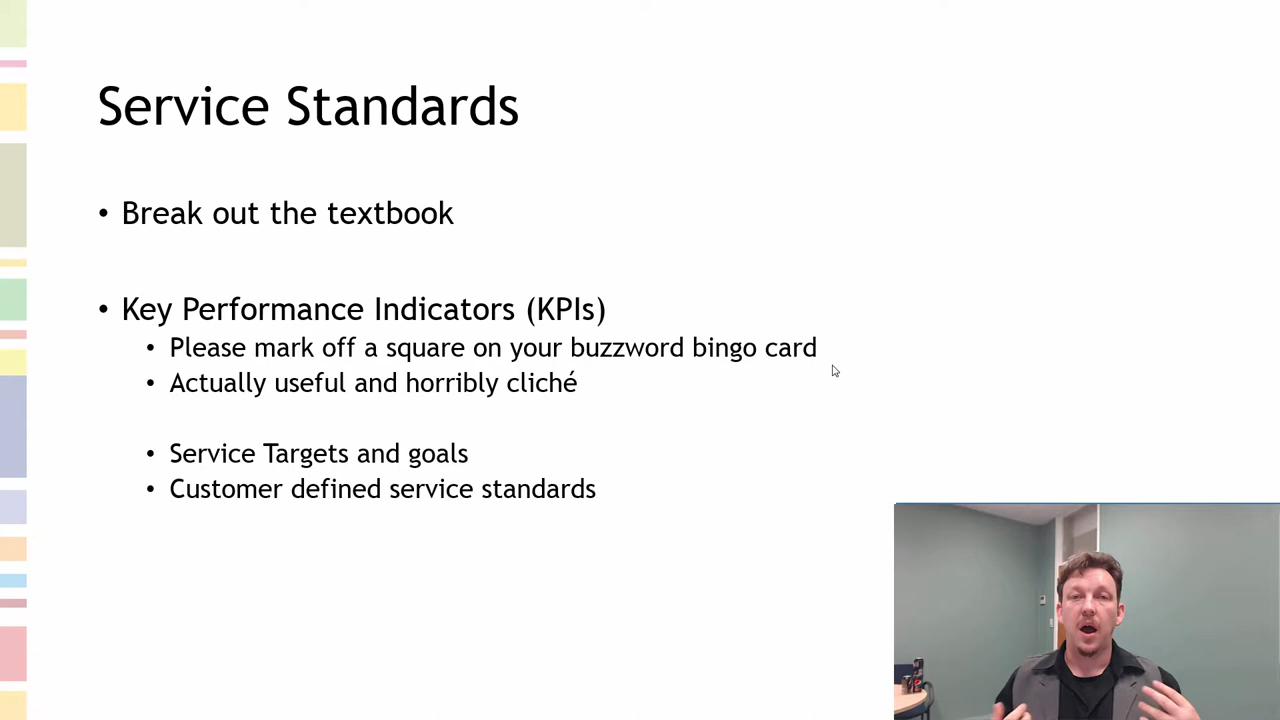 Service Standards
• Break out the textbook
• Key Performance Indicators (KPIs)
• Please mark off a square on your buzzword bingo card
• Actually useful and horribly cliché
• Service Targets and goals
• Customer defined service standards